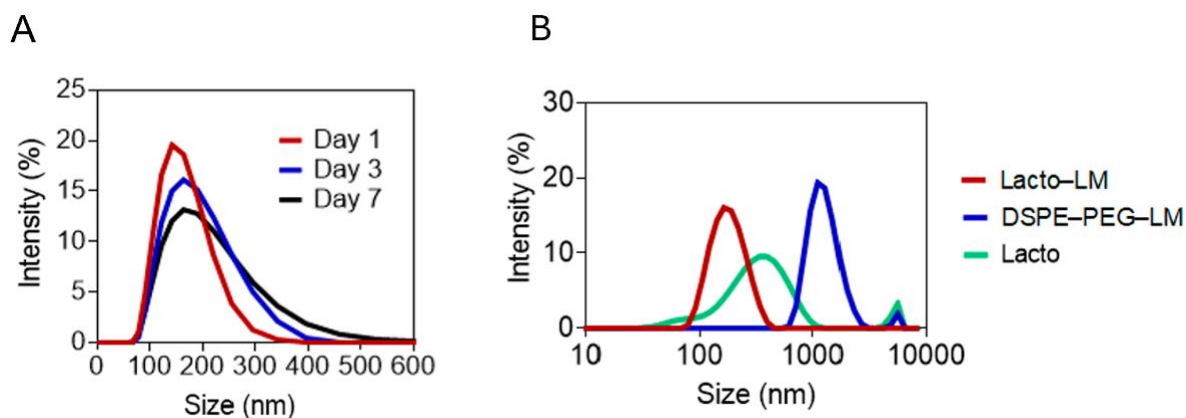 A
B
25
20
15
10
5
0
Intensity (%)
Day 1
Day 3
Day 7
0 100 200 300 400 500 600
Size (nm)
30
20
10
0
Intensity (%)
10 100 1000 10000
Size (nm)
Lacto–LM
DSPE–PEG–LM
Lacto